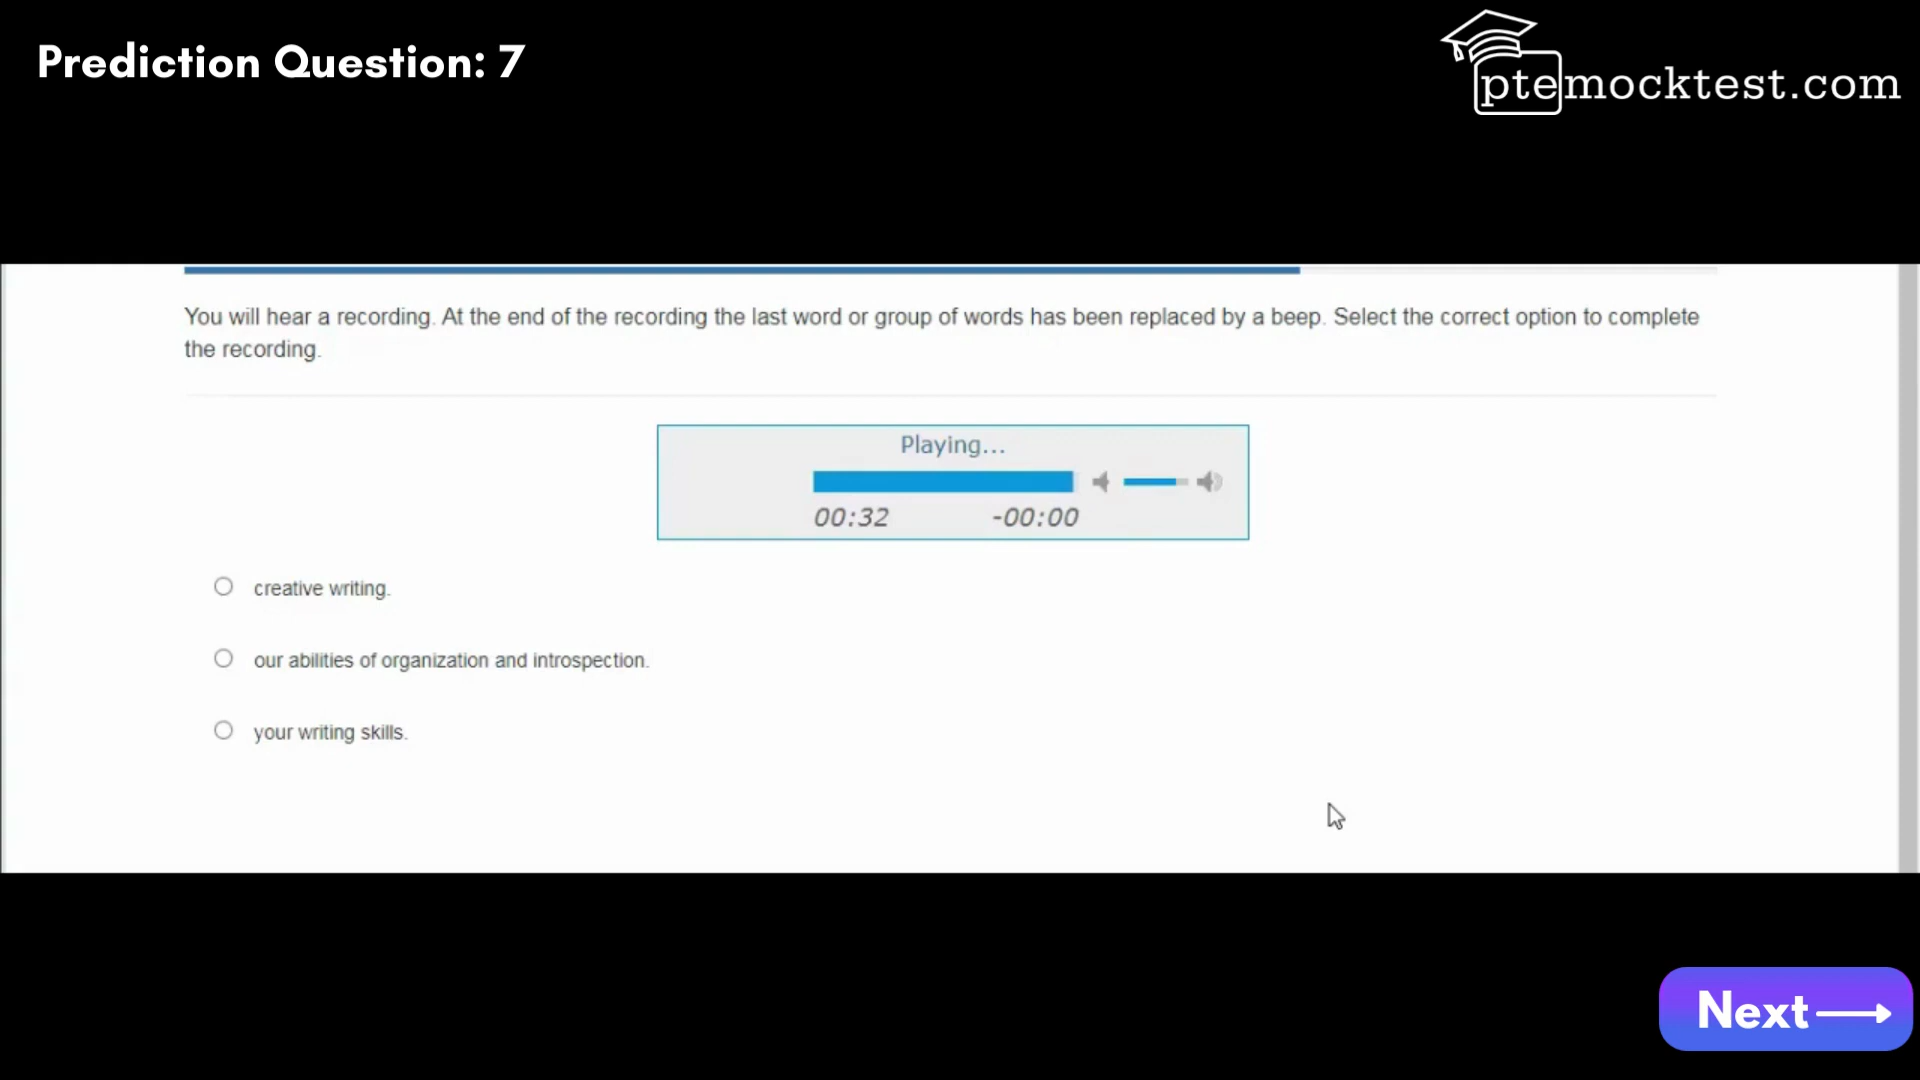 Prediction Question: 7
ptemocktest.com
You will hear a recording. At the end of the recording the last word or group of words has been replaced by a beep. Select the correct option to complete
the recording.
Playing...
00:32 -00:00
creative writing.
our abilities of organization and introspection.
your writing skills.
Next